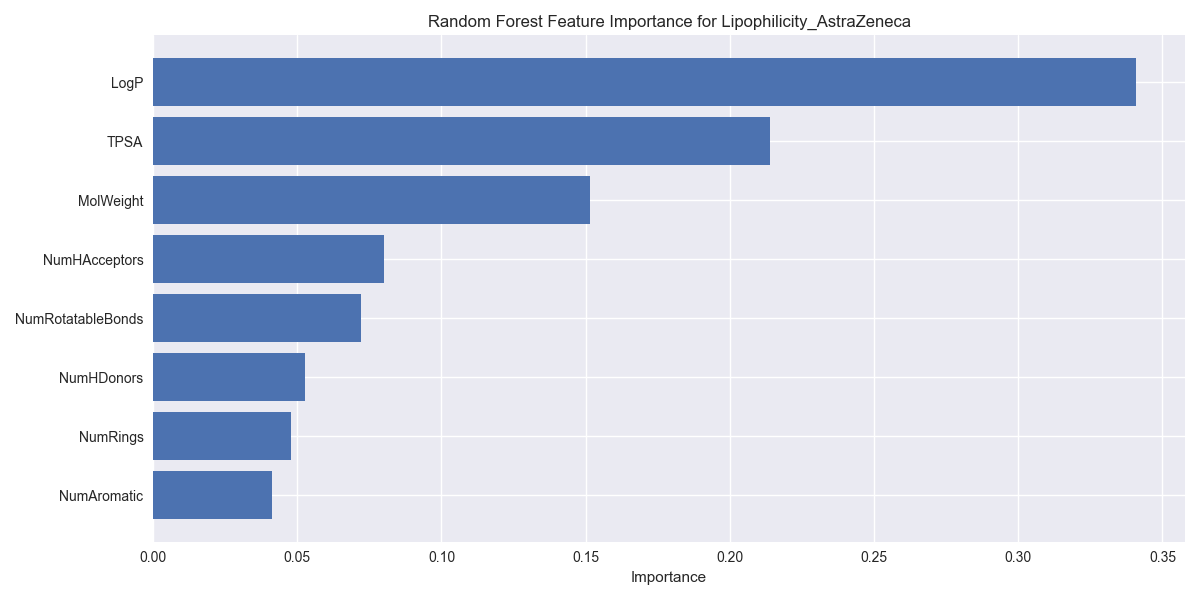 Random Forest Feature Importance for Lipophilicity_AstraZeneca
LogP
TPSA
MolWeight
NumHAcceptors
NumRotatableBonds
NumHDonors
NumRings
NumAromatic
0.00 0.05 0.10 0.15 0.20 0.25 0.30 0.35
Importance